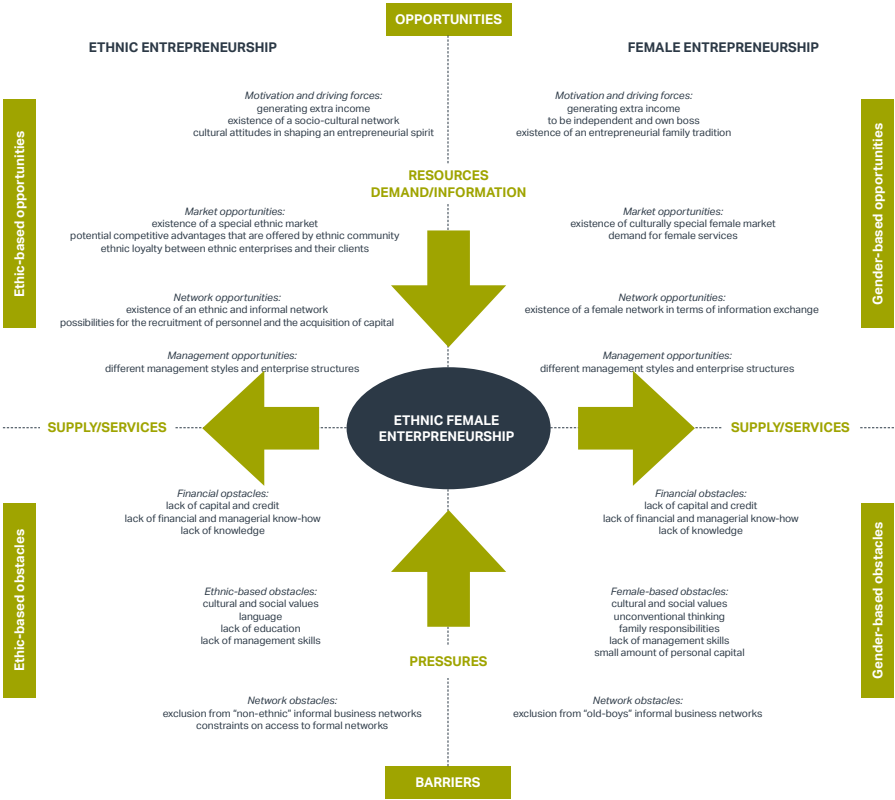 OPPORTUNITIES
ETHNIC ENTREPRENEURSHIP
FEMALE ENTREPRENEURSHIP
Ethic-based opportunities
Motivation and driving forces:
generating extra income
existence of a socio-cultural network
cultural attitudes in shaping an entrepreneurial spirit
Motivation and driving forces:
generating extra income
to be independent and own boss
existence of an entrepreneurial family tradition
Gender-based opportunities
RESOURCES
DEMAND/INFORMATION
Market opportunities:
existence of a special ethnic market
potential competitive advantages that are offered by ethnic community
ethnic loyalty between ethnic enterprises and their clients
Market opportunities:
existence of culturally special female market
demand for female services
Network opportunities:
existence of an ethnic and informal network
possibilities for the recruitment of personnel and the acquisition of capital
Network opportunities:
existence of a female network in terms of information exchange
Management opportunities:
different management styles and enterprise structures
Management opportunities:
different management styles and enterprise structures
SUPPLY/SERVICES
ETHNIC FEMALE
ENTERPRENEURSHIP
SUPPLY/SERVICES
Ethic-based obstacles
Financial opstacles:
lack of capital and credit
lack of financial and managerial know-how
lack of knowledge
Financial obstacles:
lack of capital and credit
lack of financial and managerial know-how
lack of knowledge
Gender-based obstacles
Ethnic-based obstacles:
cultural and social values
language
lack of education
lack of management skills
Female-based obstacles:
cultural and social values
unconventional thinking
family responsibilities
lack of management skills
small amount of personal capital
PRESSURES
Network obstacles:
exclusion from "non-ethnic" informal business networks
constraints on access to formal networks
Network obstacles:
exclusion from "old-boys" informal business networks
BARRIERS